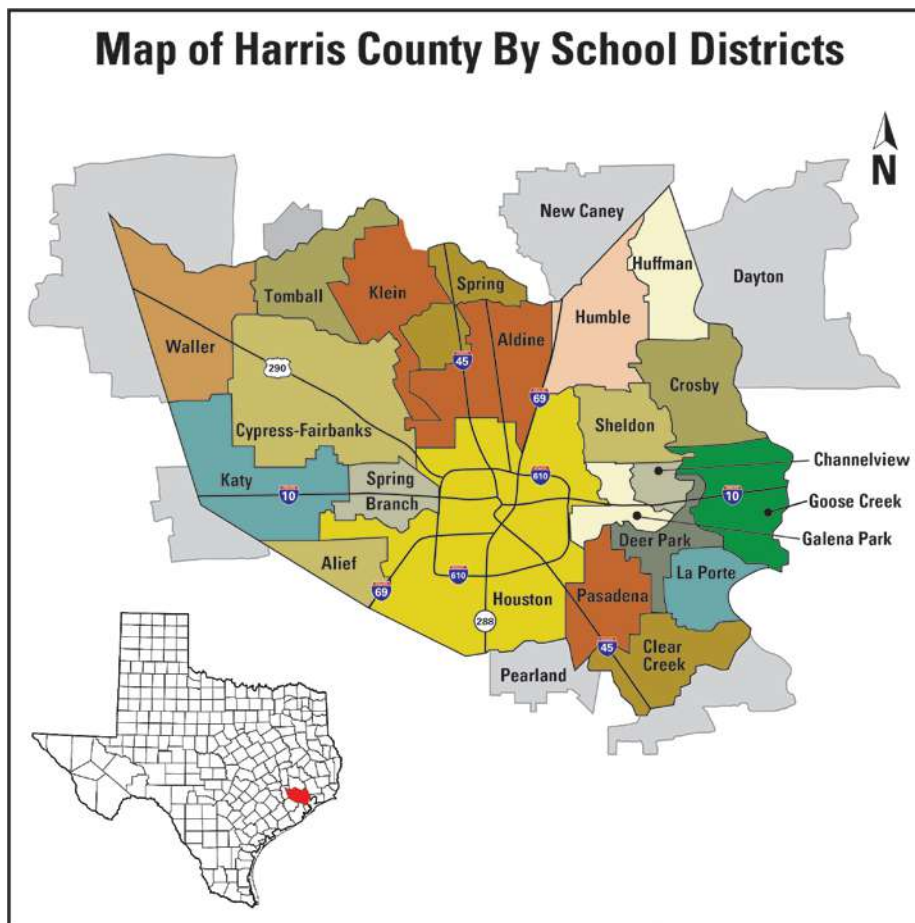 Map of Harris County By School Districts
N
New Caney
Huffman
Dayton
Spring
Tomball
Klein
Humble
Aldine
Waller
45
290
Crosby
69
Sheldon
Cypress-Fairbanks
Channelview
Katy
Spring
610
10
Branch
10
Goose Creek
Deer Park
Galena Park
Alief
La Porte
610
69
Houston
Pasadena
288
45
Clear
Creek
Pearland